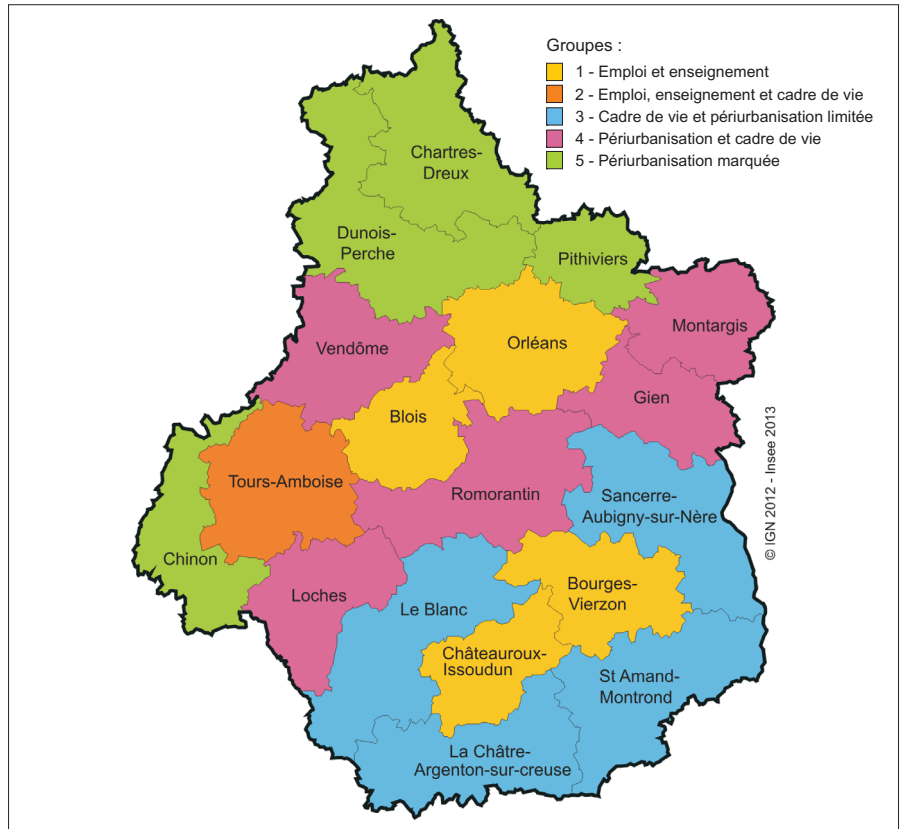 Groupes :
1 - Emploi et enseignement
2 - Emploi, enseignement et cadre de vie
3 - Cadre de vie et périurbanisation limitée
4 - Périurbanisation et cadre de vie
5 - Périurbanisation marquée
Chartres-
Dreux
Dunois-
Perche
Pithiviers
Montargis
Orléans
Vendôme
Gien
Blois
Tours-Amboise
Romorantin
Sancerre-
Aubigny-sur-Nère
Chinon
Loches
Le Blanc
Bourges-
Vierzon
Châteauroux-
Issoudun
St Amand-
Montrond
La Châtre-
Argenton-sur-creuse
© IGN 2012 - Insee 2013